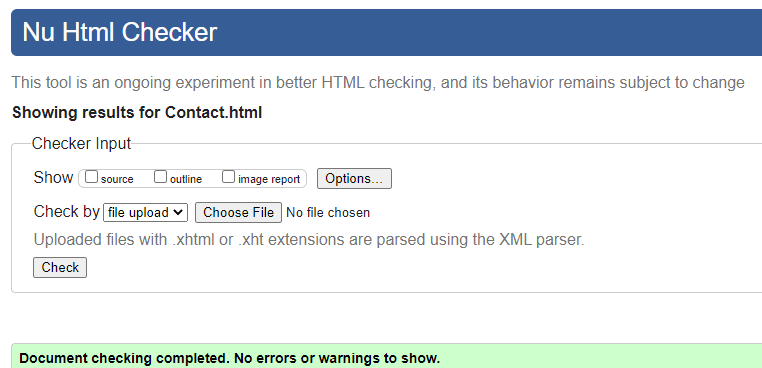 Nu Html Checker
This tool is an ongoing experiment in better HTML checking, and its behavior remains subject to change
Showing results for Contact.html
Checker Input
Show source outline image report Options...
Check by file upload Choose File No file chosen
Uploaded files with .xhtml or .xht extensions are parsed using the XML parser.
Check
Document checking completed. No errors or warnings to show.